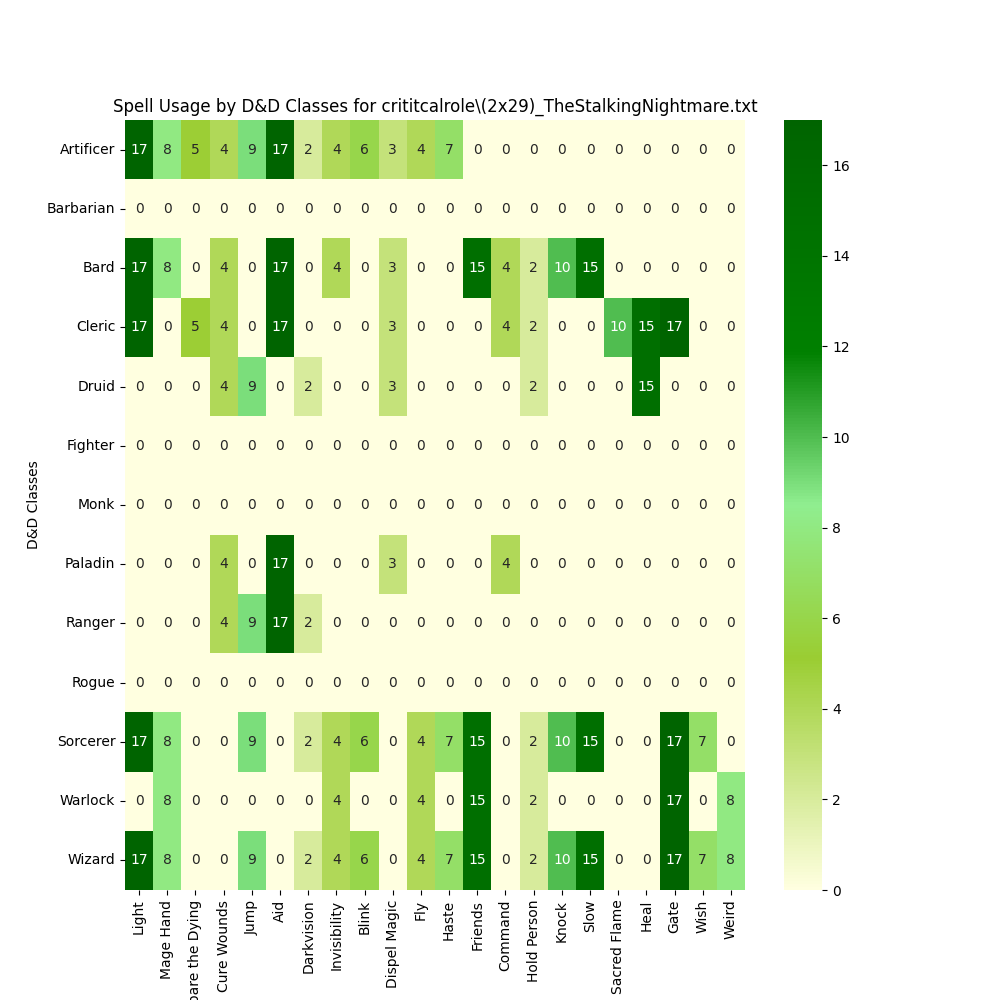 Spell Usage by D&D Classes for crititcalrole\(2x29)_TheStalkingNightmare.txt
Artificer 17 8 5 4 9 17 2 4 6 3 4 7 0 0 0 0 0 0 0 0 0 0
Barbarian 0 0 0 0 0 0 0 0 0 0 0 0 0 0 0 0 0 0 0 0 0 0
Bard 17 8 0 4 0 17 0 4 0 3 0 0 15 4 2 10 15 0 0 0 0 0
Cleric 17 0 5 4 0 17 0 0 0 3 0 0 0 4 2 0 0 10 15 17 0 0
Druid 0 0 0 4 9 0 2 0 0 3 0 0 0 0 2 0 0 0 15 0 0 0
Fighter 0 0 0 0 0 0 0 0 0 0 0 0 0 0 0 0 0 0 0 0 0 0
Monk 0 0 0 0 0 0 0 0 0 0 0 0 0 0 0 0 0 0 0 0 0 0
Paladin 0 0 0 4 0 17 0 0 0 3 0 0 0 4 0 0 0 0 0 0 0 0
Ranger 0 0 0 4 9 17 2 0 0 0 0 0 0 0 0 0 0 0 0 0 0 0
Rogue 0 0 0 0 0 0 0 0 0 0 0 0 0 0 0 0 0 0 0 0 0 0
Sorcerer 17 8 0 0 9 0 2 4 6 0 4 7 15 0 2 10 15 0 0 17 7 0
Warlock 0 8 0 0 0 0 0 4 0 0 4 0 15 0 2 0 0 0 0 17 0 8
Wizard 17 8 0 0 9 0 2 4 6 0 4 7 15 0 2 10 15 0 0 17 7 8
D&D Classes
Light
Mage Hand
pare the Dying
Cure Wounds
Jump
Aid
Darkvision
Invisibility
Blink
Dispel Magic
Fly
Haste
Friends
Command
Hold Person
Knock
Slow
Sacred Flame
Heal
Gate
Wish
Weird
16
14
12
10
8
6
4
2
0